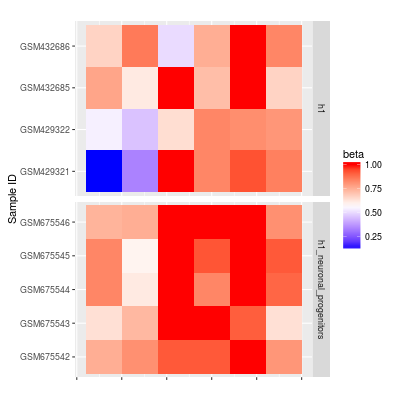 GSM432686
GSM432685
GSM429322
GSM429321
h1
GSM675546
GSM675545
GSM675544
GSM675543
GSM675542
h1_neuronal_progenitors
Sample ID
beta
1.00
0.75
0.50
0.25